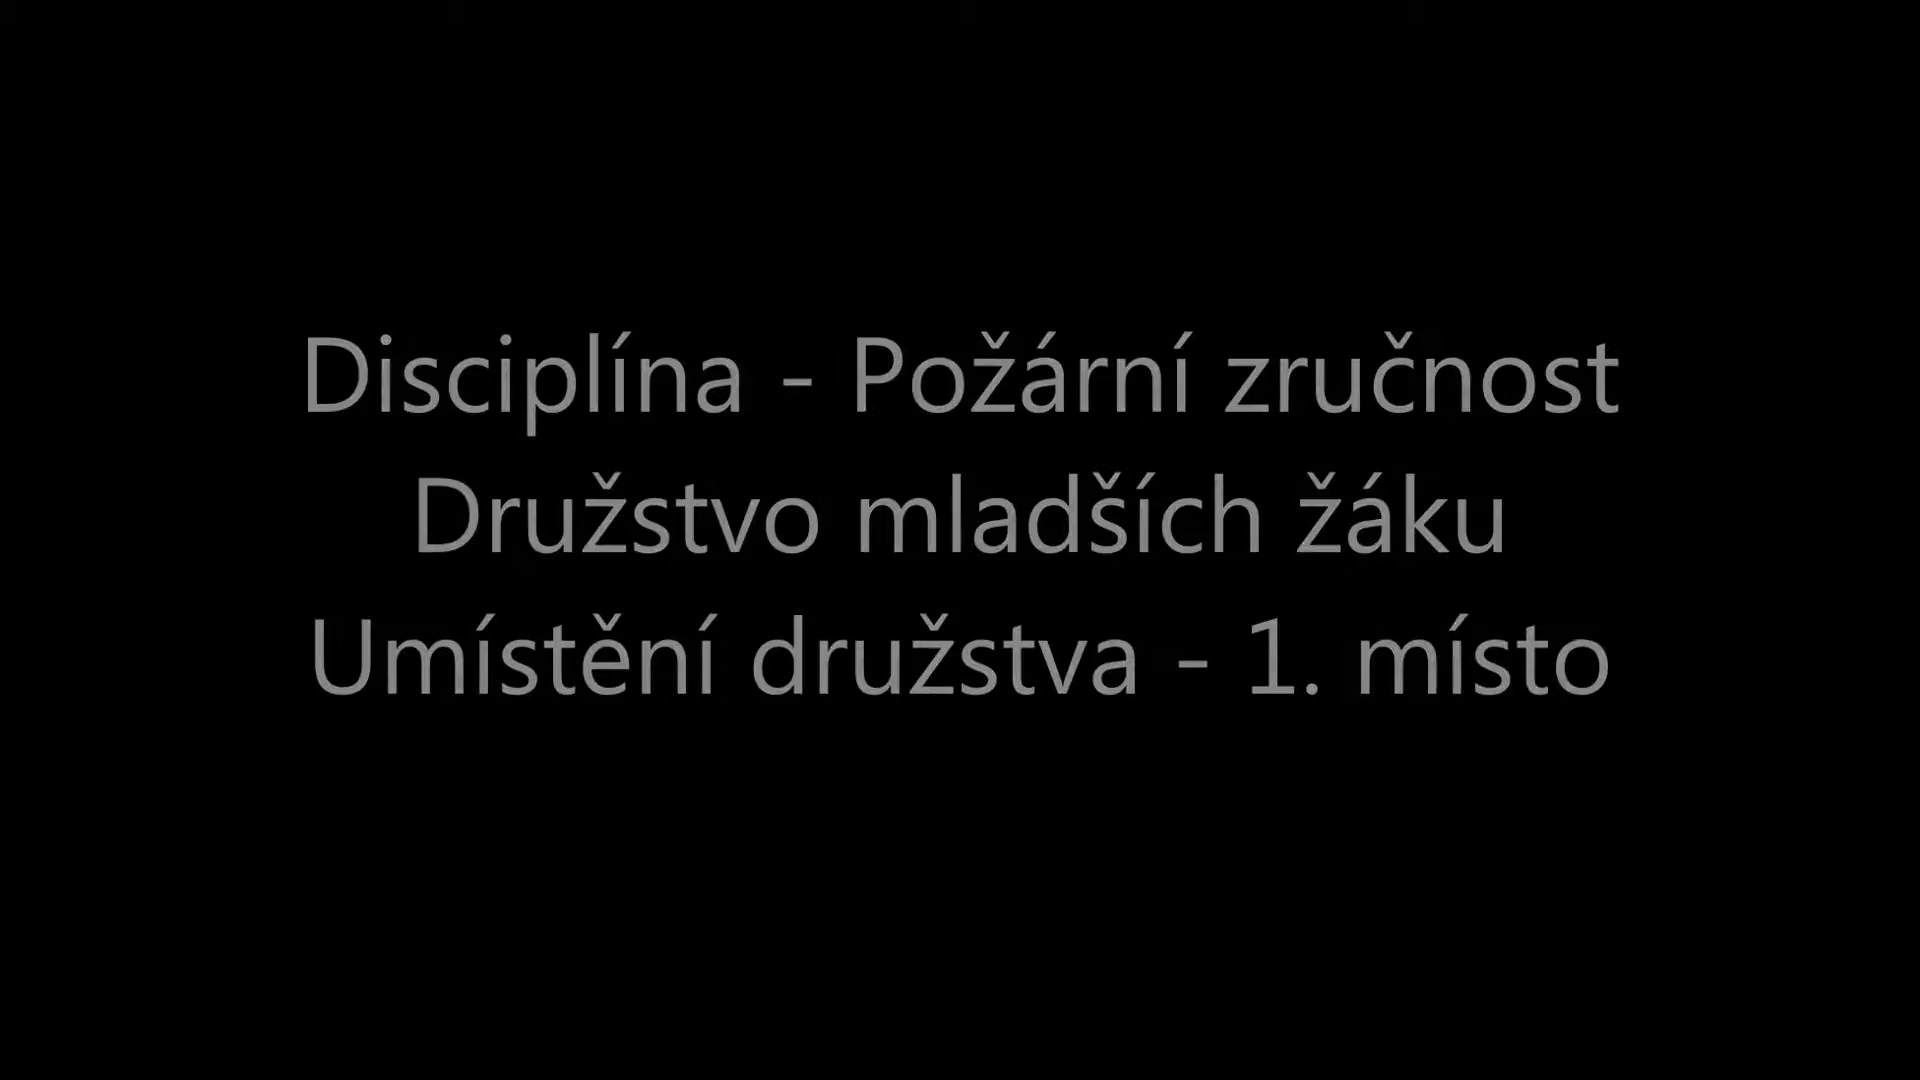 Disciplína - Požární zručnost
Družstvo mladších žáku
Umístění družstva - 1. místo